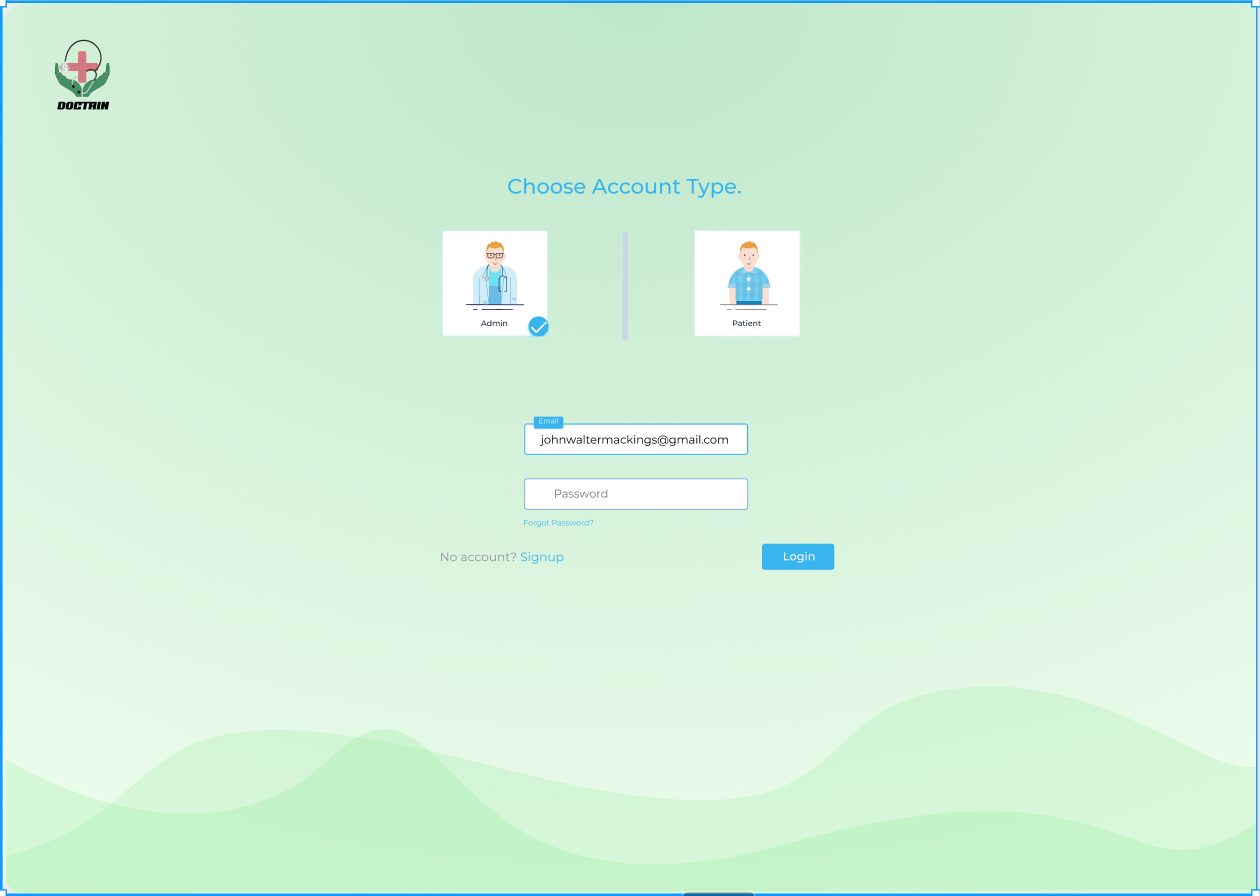 DOCTRIN
Choose Account Type.
Admin
Patient
Email
johnwaltermackings@gmail.com
Password
Forgot Password?
No account? Signup
Login